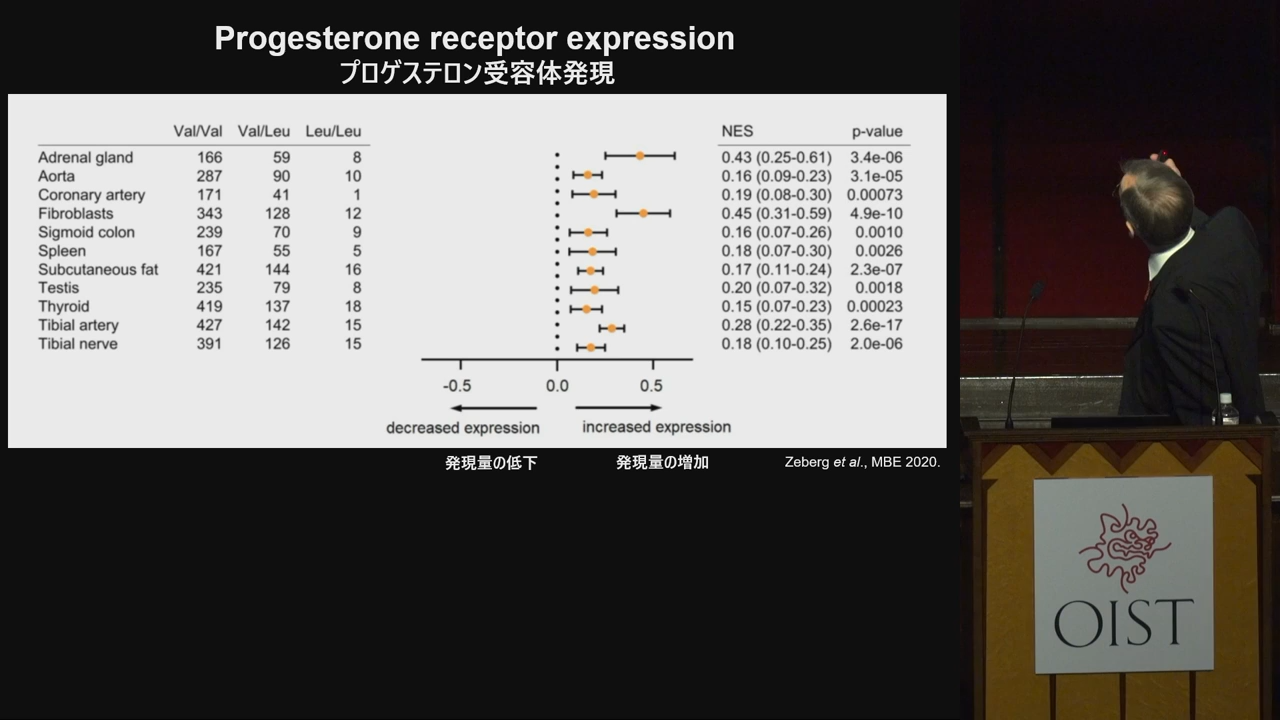 Progesterone receptor expression
プロゲステロン受容体発現
Val/Val Val/Leu Leu/Leu NES p-value
Adrenal gland 166 59 8 0.43 (0.25-0.61) 3.4e-06
Aorta 287 90 10 0.16 (0.09-0.23) 3.1e-05
Coronary artery 171 41 1 0.19 (0.08-0.30) 0.00073
Fibroblasts 343 128 12 0.45 (0.31-0.59) 4.9e-10
Sigmoid colon 239 70 9 0.16 (0.07-0.26) 0.0010
Spleen 167 55 5 0.18 (0.07-0.30) 0.0026
Subcutaneous fat 421 144 16 0.17 (0.11-0.24) 2.3e-07
Testis 235 79 8 0.20 (0.07-0.32) 0.0018
Thyroid 419 137 18 0.15 (0.07-0.23) 0.00023
Tibial artery 427 142 15 0.28 (0.22-0.35) 2.6e-17
Tibial nerve 391 126 15 0.18 (0.10-0.25) 2.0e-06
-0.5 0.0 0.5
decreased expression increased expression
発現量の低下 発現量の増加 Zeberg et al., MBE 2020.
OIST